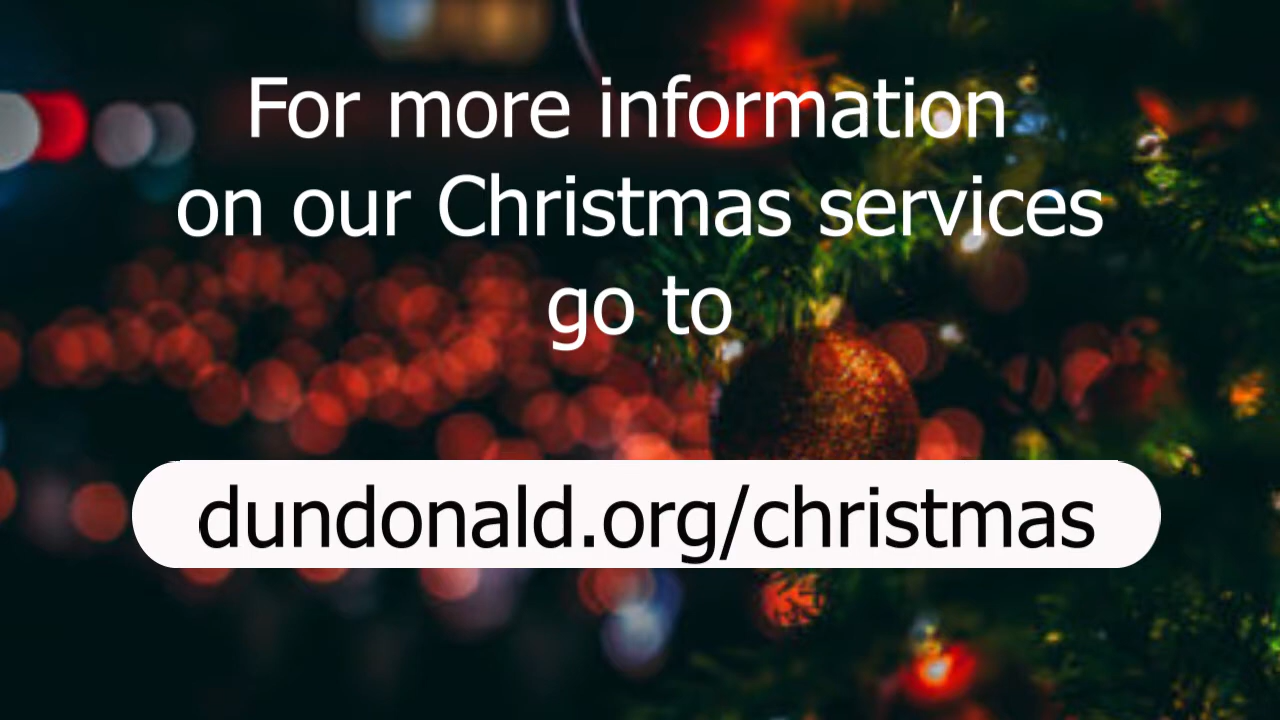 For more information
on our Christmas services
go to
dundonald.org/christmas